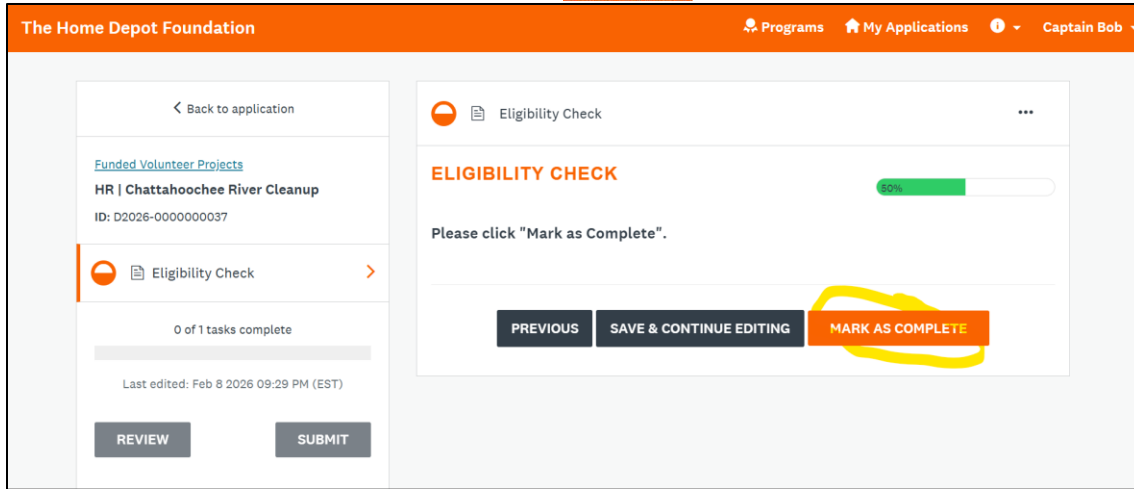 The Home Depot Foundation
Programs
My Applications
Captain Bob
Back to application
Funded Volunteer Projects
HR | Chattahoochee River Cleanup
ID: D2026-0000000037
Eligibility Check
0 of 1 tasks complete
Last edited: Feb 8 2026 09:29 PM (EST)
REVIEW
SUBMIT
Eligibility Check
...
ELIGIBILITY CHECK
50%
Please click "Mark as Complete".
PREVIOUS
SAVE & CONTINUE EDITING
MARK AS COMPLETE